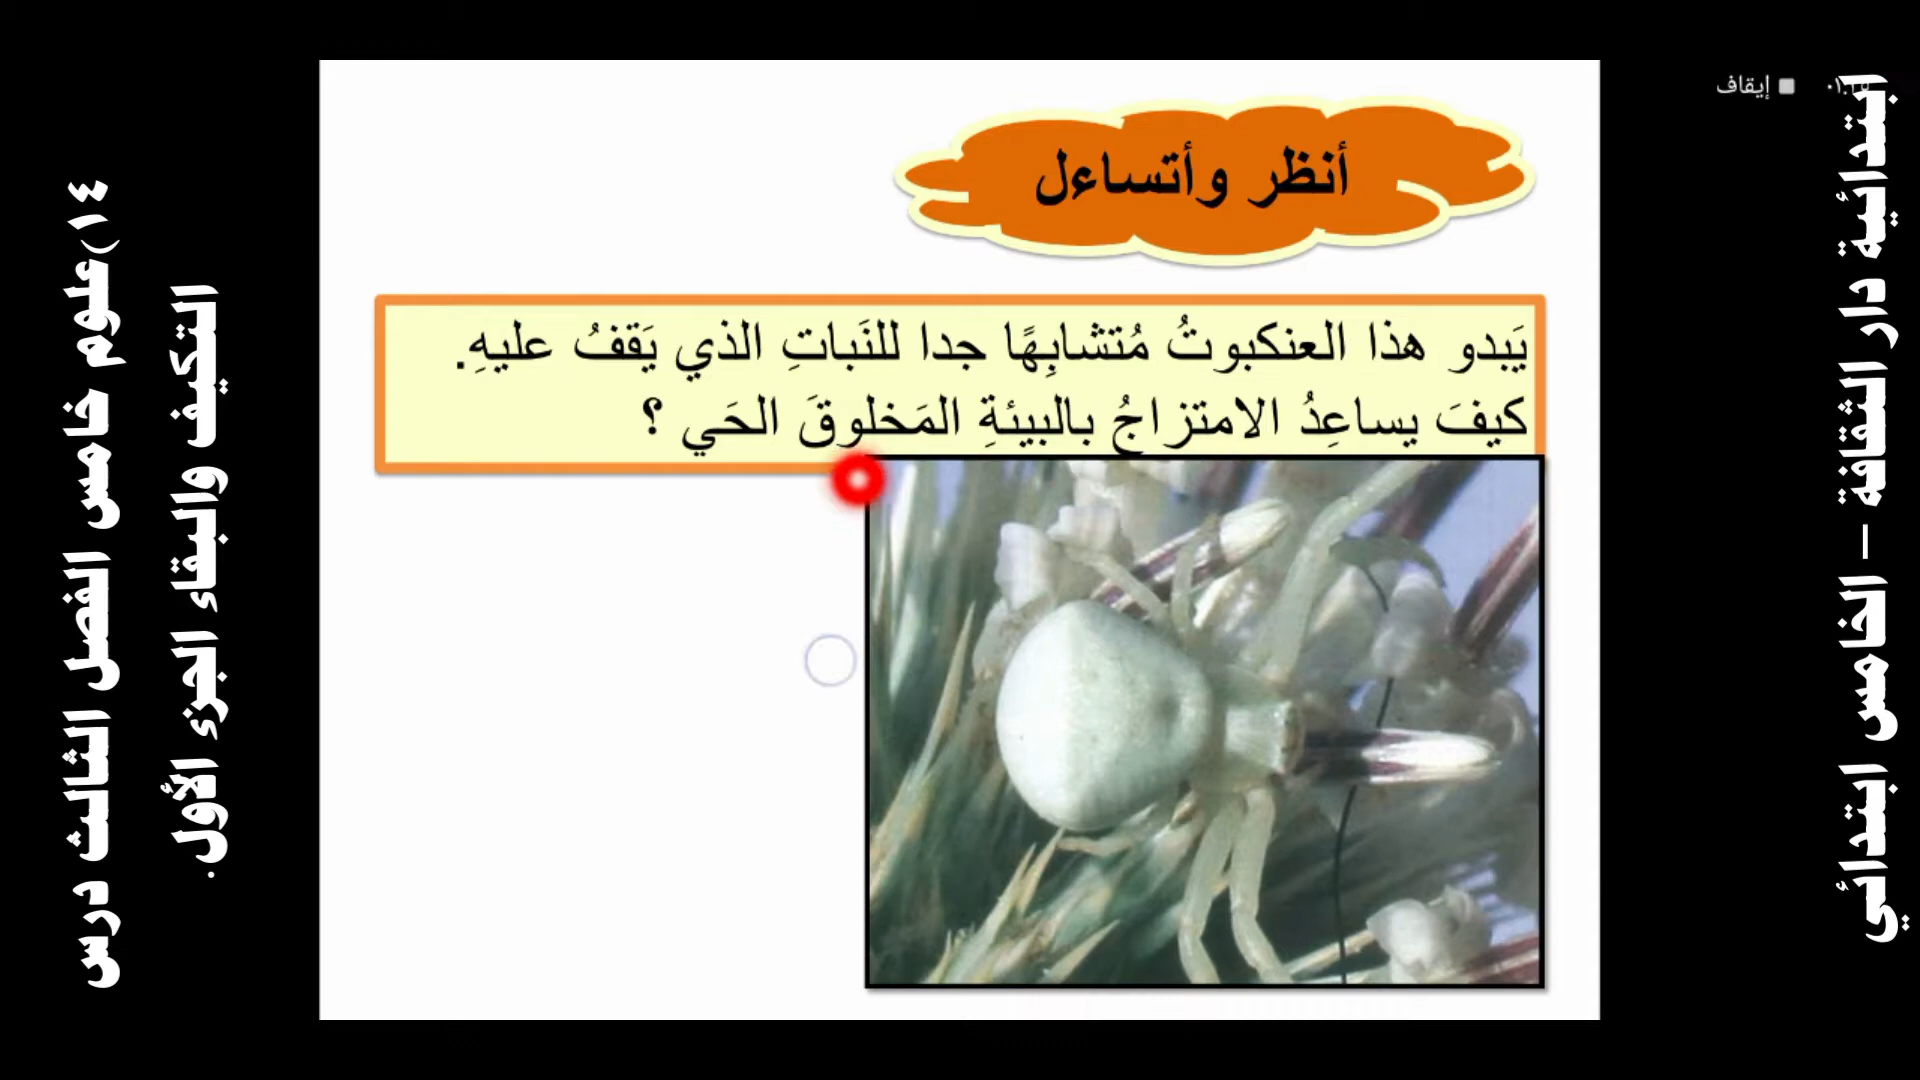 أنظر وأتساءل
يَبدو هذا العنكبوتُ مُتشابِهًا جدا للنَباتِ الذي يَقفُ عليهِ.
كيفَ يساعِدُ الامتزاجُ بالبيئةِ المَخلوقَ الحَي ؟
إيقاف
ابتدائية دار الثقافة – الخامس ابتدائي
١٤)علوم خامس الفصل الثالث درس
التكيف والبقاء الجزء الأول.